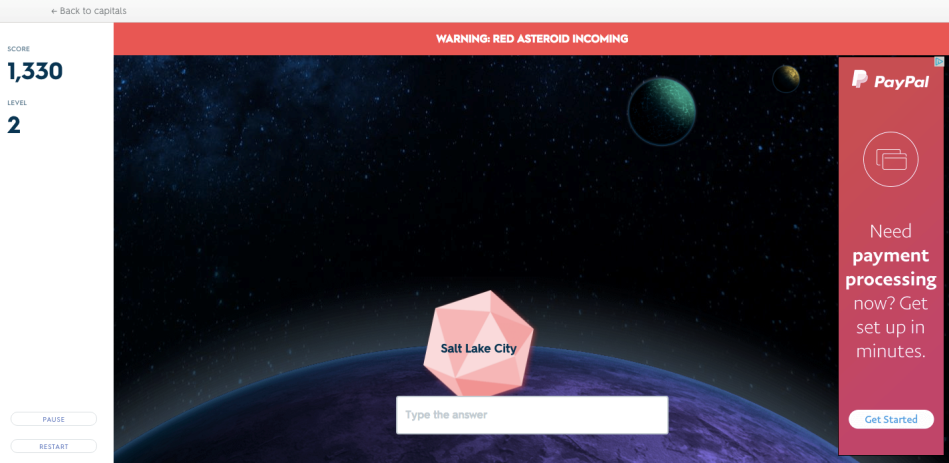 ← Back to capitals
WARNING: RED ASTEROID INCOMING
SCORE
1,330
LEVEL
2
Salt Lake City
Type the answer
PAUSE
RESTART
PayPal
Need
payment
processing
now? Get
set up in
minutes.
Get Started